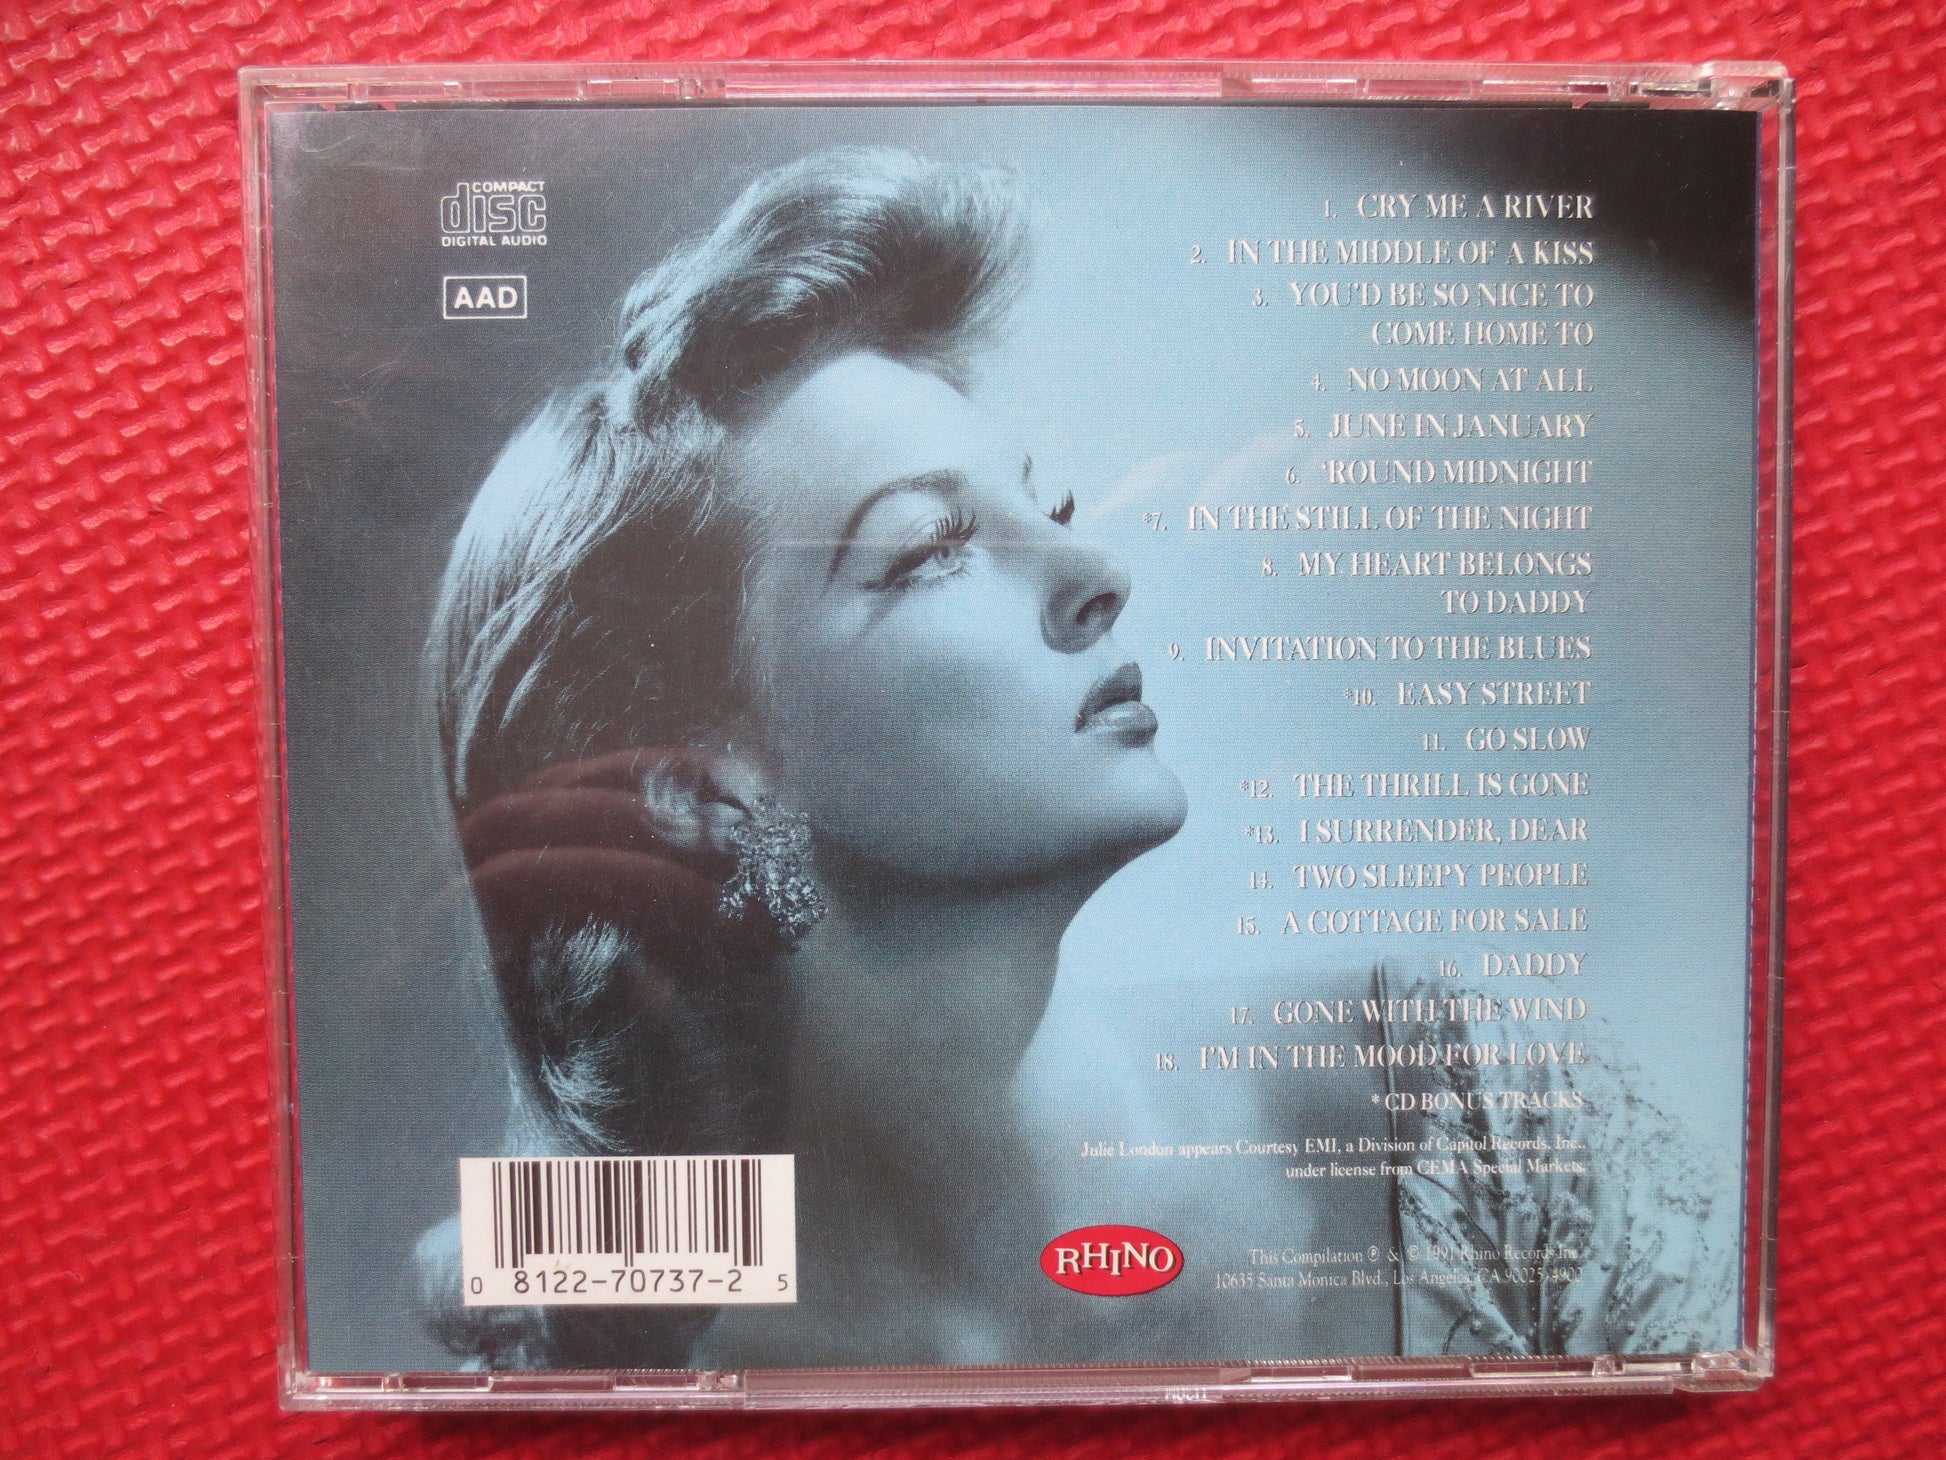 COMPACT
disc
DIGITAL AUDIO
AAD
1. CRY ME A RIVER
2. IN THE MIDDLE OF A KISS
3. YOU'D BE SO NICE TO
COME HOME TO
4. NO MOON AT ALL
5. JUNE IN JANUARY
6. 'ROUND MIDNIGHT
*7. IN THE STILL OF THE NIGHT
8. MY HEART BELONGS
TO DADDY
9. INVITATION TO THE BLUES
*10. EASY STREET
11. GO SLOW
*12. THE THRILL IS GONE
*13. I SURRENDER, DEAR
14. TWO SLEEPY PEOPLE
15. A COTTAGE FOR SALE
16. DADDY
17. GONE WITH THE WIND
18. I'M IN THE MOOD FOR LOVE
* CD BONUS TRACKS
Julie London appears Courtesy EMI, a Division of Capitol Records, Inc.,
under license from CEMA Special Markets.
RHINO
This Compilation ℗ & © 1991 Rhino Records Inc.
10635 Santa Monica Blvd., Los Angeles, CA 90025-4900
0 81227-0737-2 5